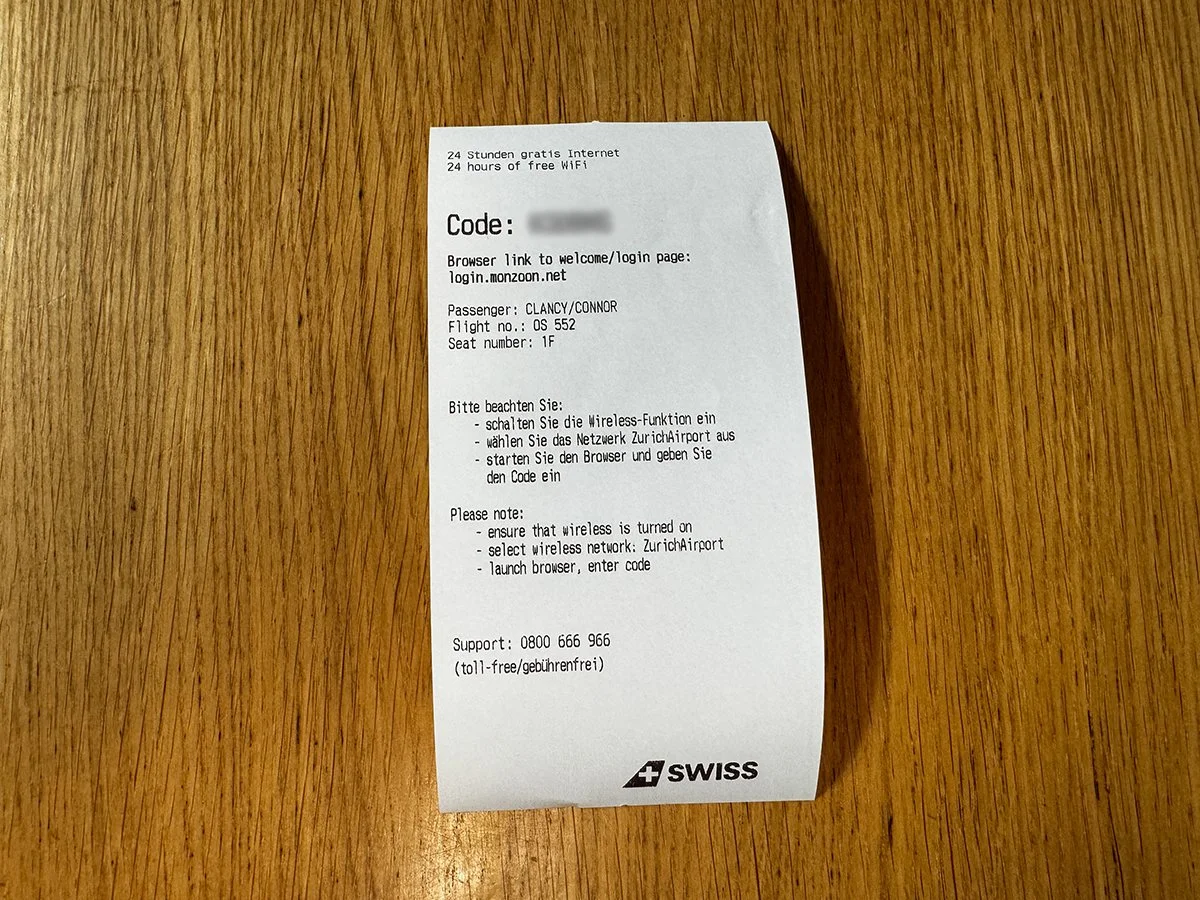 24 Stunden gratis Internet
24 hours of free WiFi
Code:
Browser link to welcome/login page:
login.monzoon.net
Passenger: CLANCY/CONNOR
Flight no.: OS 552
Seat number: 1F
Bitte beachten Sie:
- schalten Sie die Wireless-Funktion ein
- wählen Sie das Netzwerk ZurichAirport aus
- starten Sie den Browser und geben Sie
den Code ein
Please note:
- ensure that wireless is turned on
- select wireless network: ZurichAirport
- launch browser, enter code
Support: 0800 666 966
(toll-free/gebührenfrei)
SWISS